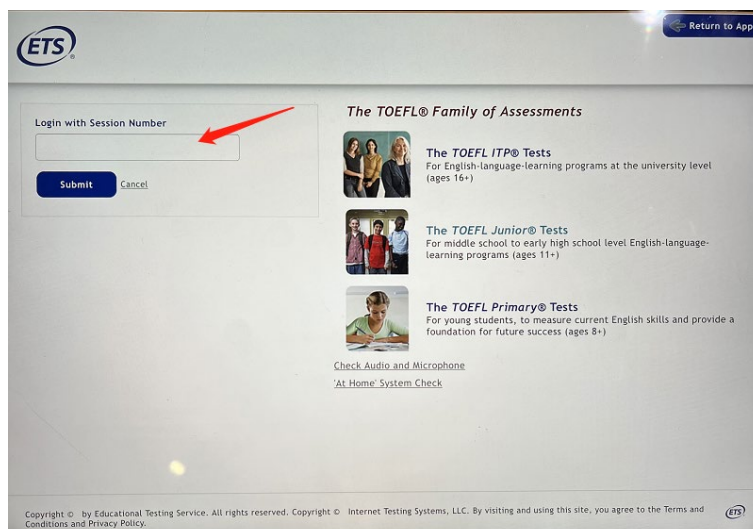 ETS®
Return to App
Login with Session Number
Submit Cancel
The TOEFL® Family of Assessments
The TOEFL ITP® Tests
For English-language-learning programs at the university level
(ages 16+)
The TOEFL Junior® Tests
For middle school to early high school level English-language-
learning programs (ages 11+)
The TOEFL Primary® Tests
For young students, to measure current English skills and provide a
foundation for future success (ages 8+)
Check Audio and Microphone
'At Home' System Check
Copyright © by Educational Testing Service. All rights reserved. Copyright © Internet Testing Systems, LLC. By visiting and using this site, you agree to the Terms and
Conditions and Privacy Policy.
ETS